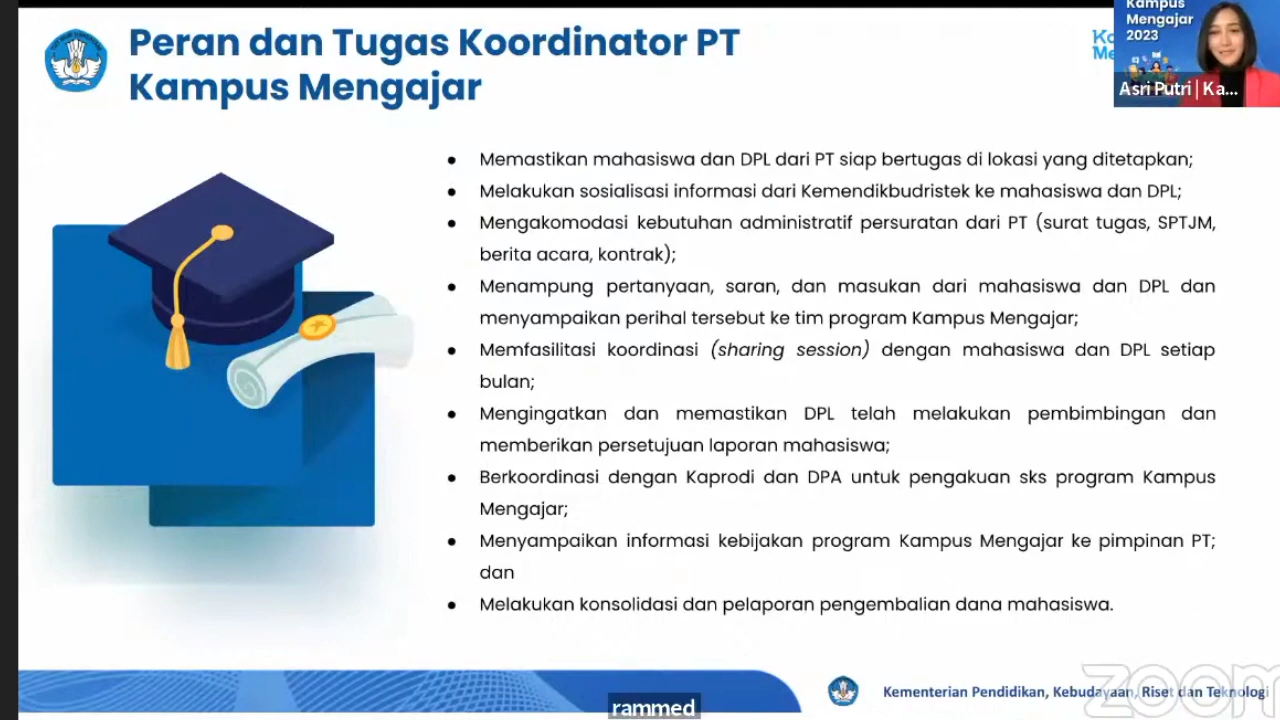 Peran dan Tugas Koordinator PT
Kampus Mengajar
Kampus
Mengajar
2023
Asri Putri | Ka...
● Memastikan mahasiswa dan DPL dari PT siap bertugas di lokasi yang ditetapkan;
● Melakukan sosialisasi informasi dari Kemendikbudristek ke mahasiswa dan DPL;
● Mengakomodasi kebutuhan administratif persuratan dari PT (surat tugas, SPTJM,
berita acara, kontrak);
● Menampung pertanyaan, saran, dan masukan dari mahasiswa dan DPL dan
menyampaikan perihal tersebut ke tim program Kampus Mengajar;
● Memfasilitasi koordinasi (sharing session) dengan mahasiswa dan DPL setiap
bulan;
● Mengingatkan dan memastikan DPL telah melakukan pembimbingan dan
memberikan persetujuan laporan mahasiswa;
● Berkoordinasi dengan Kaprodi dan DPA untuk pengakuan sks program Kampus
Mengajar;
● Menyampaikan informasi kebijakan program Kampus Mengajar ke pimpinan PT;
dan
● Melakukan konsolidasi dan pelaporan pengembalian dana mahasiswa.
Kementerian Pendidikan, Kebudayaan, Riset dan Teknologi
zoom
rammed